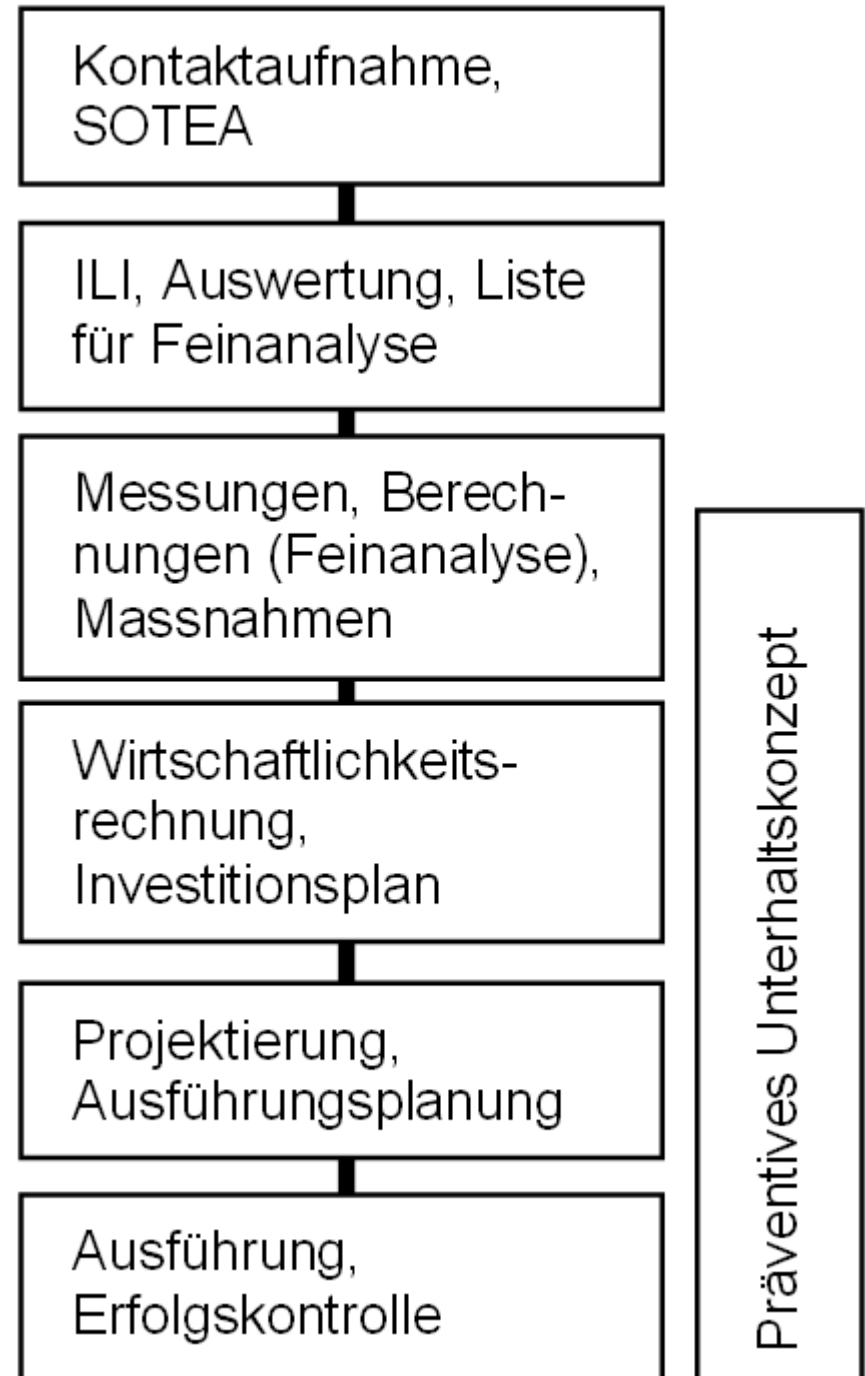 Kontaktaufnahme,
SOTEA
ILI, Auswertung, Liste
für Feinanalyse
Messungen, Berech-
nungen (Feinanalyse),
Massnahmen
Wirtschaftlichkeits-
rechnung,
Investitionsplan
Projektierung,
Ausführungsplanung
Ausführung,
Erfolgskontrolle
Präventives Unterhaltskonzept